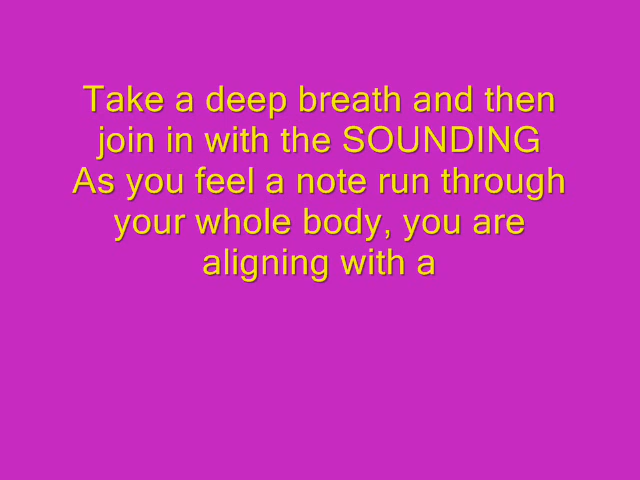 Take a deep breath and then
join in with the SOUNDING
As you feel a note run through
your whole body, you are
aligning with a